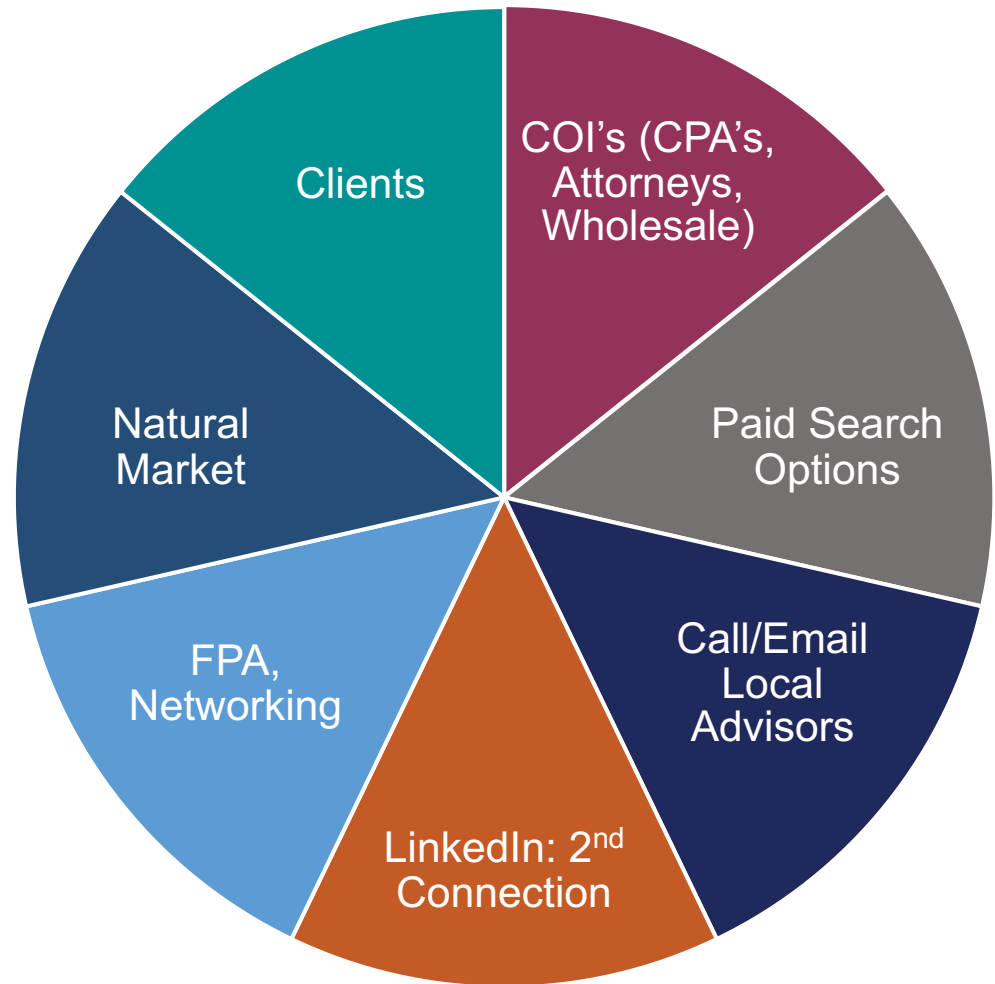 COI’s (CPA’s,
Attorneys,
Wholesale)
Paid Search
Options
Call/Email
Local
Advisors
LinkedIn: 2nd
Connection
FPA,
Networking
Natural
Market
Clients